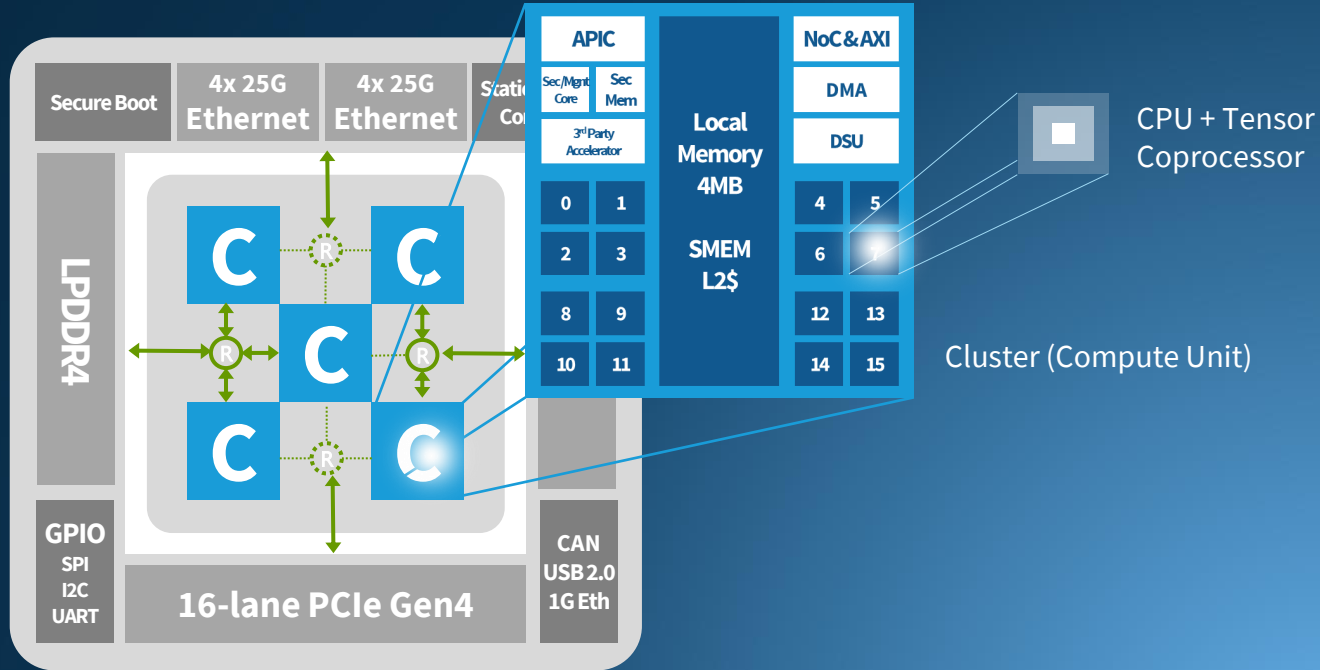 Secure Boot
4x 25G
Ethernet
4x 25G
Ethernet
LPDDR4
C
C
C
C
C
R
R
R
R
GPIO
SPI
I2C
UART
16-lane PCIe Gen4
CAN
USB 2.0
1G Eth
APIC
Sec/Mgnt
Core
Sec
Mem
3rd Party
Accelerator
Local
Memory
4MB
SMEM
L2$
NoC & AXI
DMA
DSU
0
1
2
3
8
9
10
11
4
5
6
7
12
13
14
15
CPU + Tensor
Coprocessor
Cluster (Compute Unit)